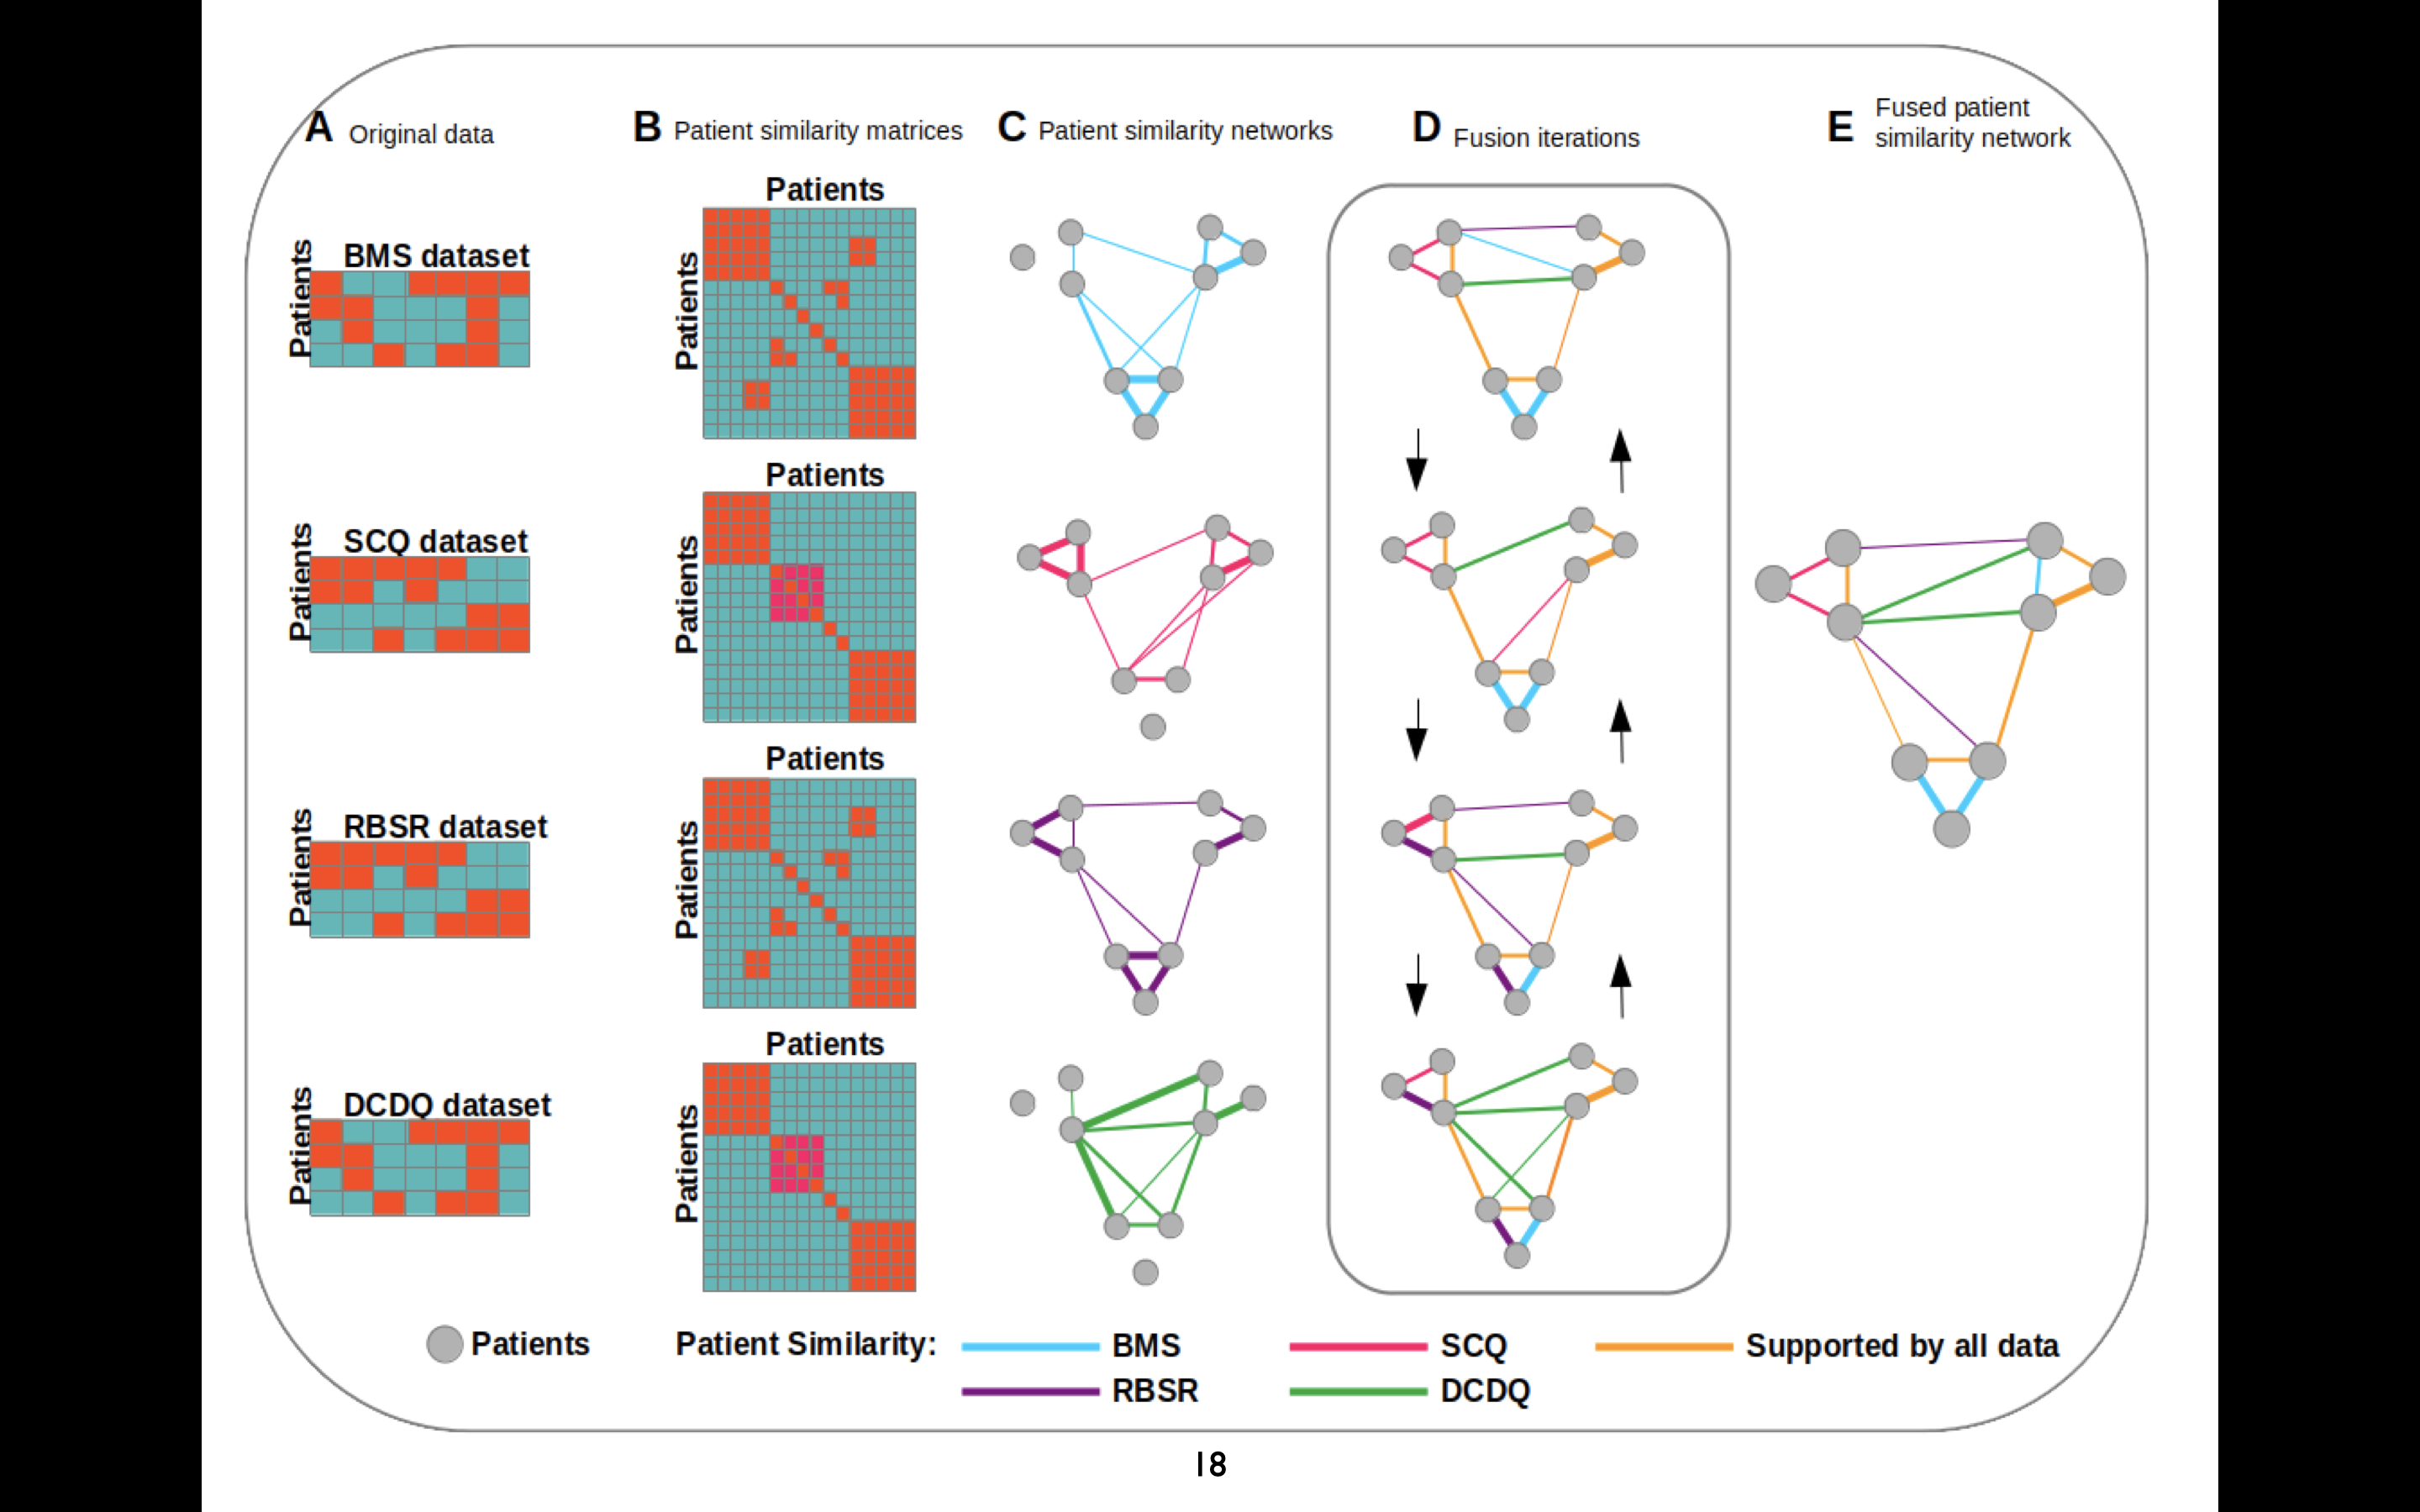 A Original data
B Patient similarity matrices
C Patient similarity networks
D Fusion iterations
E Fused patient
similarity network
Patients
Patients
BMS dataset
Patients
Patients
Patients
SCQ dataset
Patients
Patients
Patients
RBSR dataset
Patients
Patients
Patients
DCDQ dataset
Patients
Patients
Patient Similarity:
BMS
SCQ
Supported by all data
RBSR
DCDQ
18